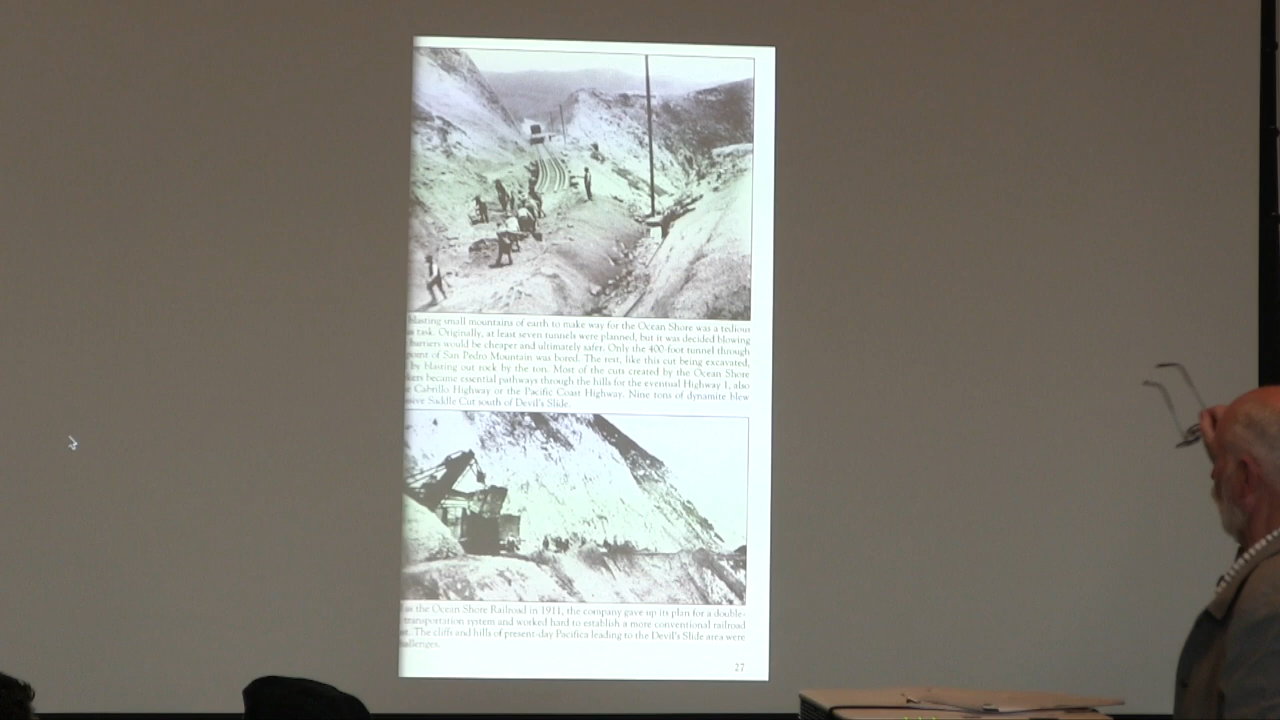 blasting small mountains of earth to make way for the Ocean Shore was a tedious
task. Originally, at least seven tunnels were planned, but it was decided blowing
barriers would be cheaper and ultimately safer. Only the 400-foot tunnel through
point of San Pedro Mountain was bored. The rest, like this cut being excavated,
by blasting out rock by the ton. Most of the cuts created by the Ocean Shore
kers became essential pathways through the hills for the eventual Highway 1, also
Cabrillo Highway or the Pacific Coast Highway. Nine tons of dynamite blew
sive Saddle Cut south of Devil's Slide.
as the Ocean Shore Railroad in 1911, the company gave up its plan for a double-
transportation system and worked hard to establish a more conventional railroad
The cliffs and hills of present-day Pacifica leading to the Devil's Slide area were
allenges.
27